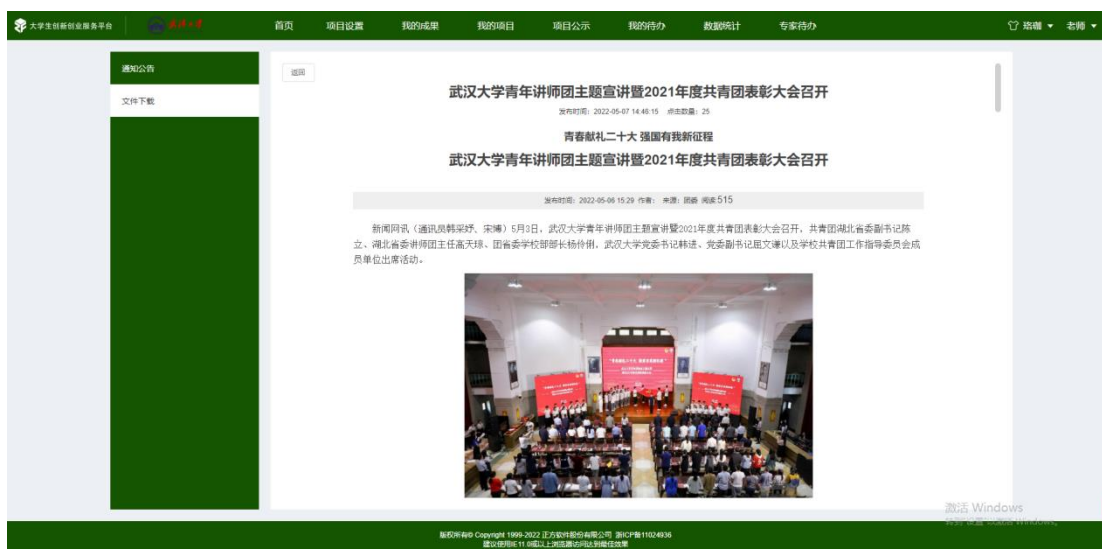 大学生创新创业服务平台
首页 项目设置 我的成果 我的项目 项目公示 我的待办 数据统计 专家待办
珞珈 老师
通知公告
文件下载
返回
武汉大学青年讲师团主题宣讲暨2021年度共青团表彰大会召开
发布时间：2022-05-07 14:46:15 点击数量：25
青春献礼二十大 强国有我新征程
武汉大学青年讲师团主题宣讲暨2021年度共青团表彰大会召开
发布时间：2022-05-06 15:29 作者： 来源：团委 阅读:515
新闻网讯（通讯员韩采妤、宋博）5月3日，武汉大学青年讲师团主题宣讲暨2021年度共青团表彰大会召开，共青团湖北省委副书记陈
立、湖北省委讲师团主任高天琼、团省委学校部部长杨伶俐，武汉大学党委书记韩进、党委副书记屈文谦以及学校共青团工作指导委员会成
员单位出席活动。
激活 Windows
版权所有© Copyright 1999-2022 正方软件股份有限公司 浙ICP备11024936
建议使用IE11.0或以上浏览器访问达到最佳效果